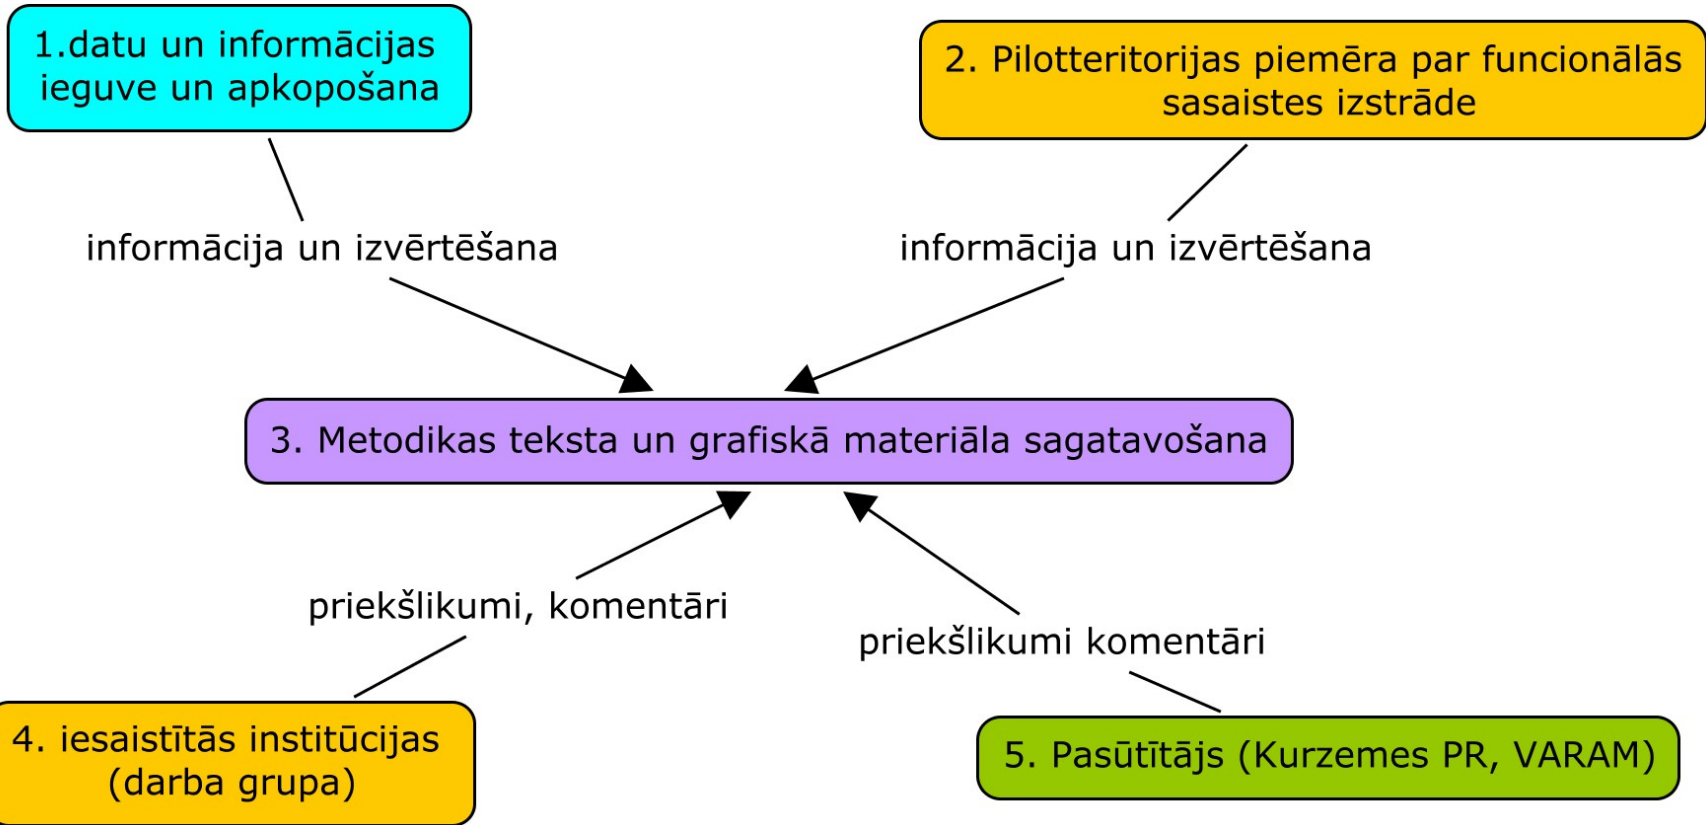 1.datu un informācijas
ieguve un apkopošana
2. Pilotteritorijas piemēra par funcionālās
sasaistes izstrāde
informācija un izvērtēšana
informācija un izvērtēšana
3. Metodikas teksta un grafiskā materiāla sagatavošana
priekšlikumi, komentāri
priekšlikumi komentāri
4. iesaistītās institūcijas
(darba grupa)
5. Pasūtītājs (Kurzemes PR, VARAM)